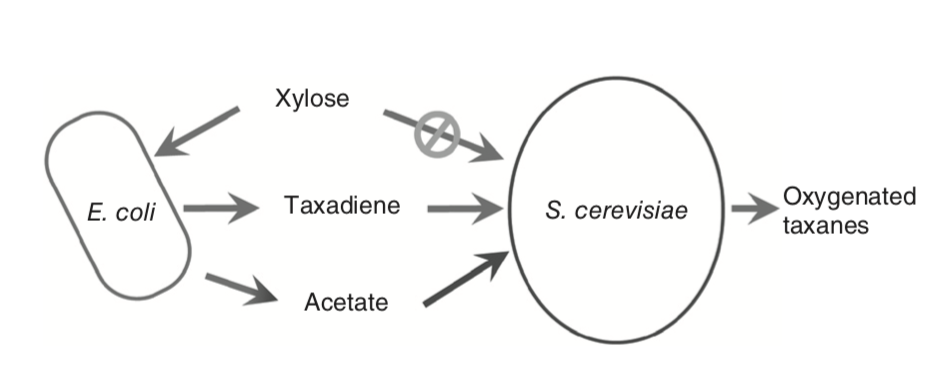 Xylose
E. coli
Taxadiene
S. cerevisiae
Oxygenated
taxanes
Acetate